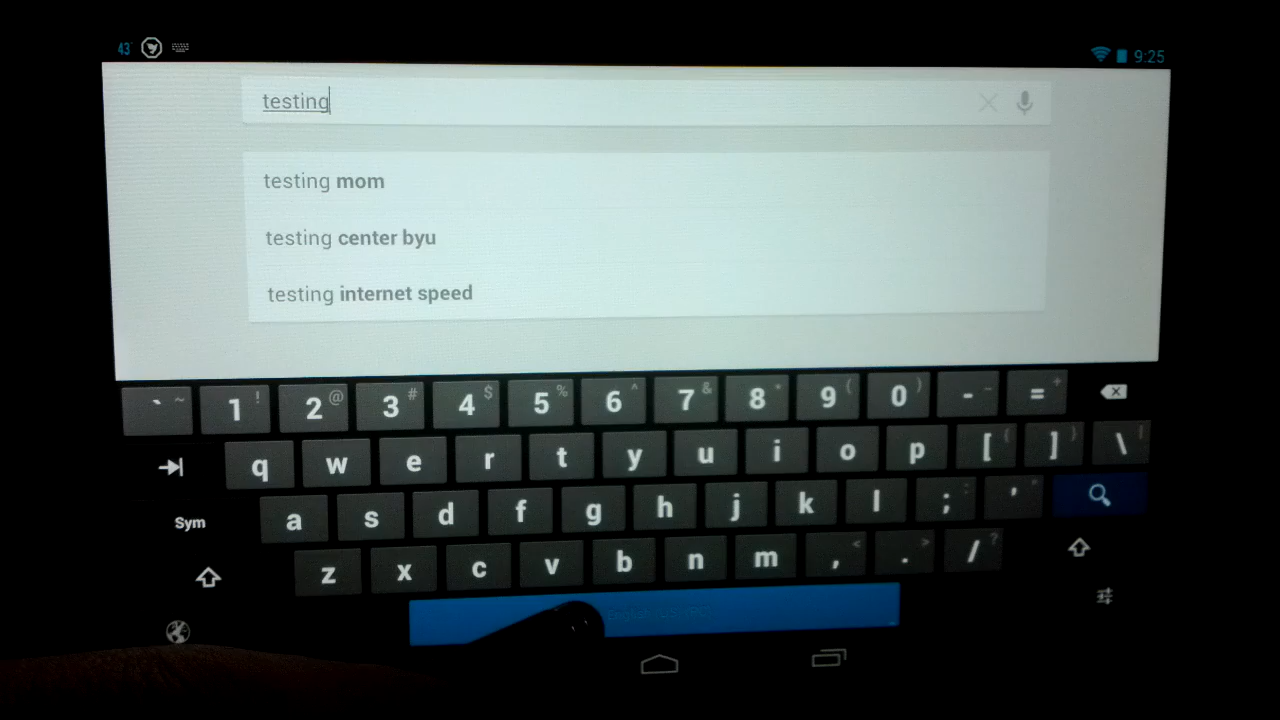 43° 9:25
testing
testing mom
testing center byu
testing internet speed
` ~ 1 ! 2 @ 3 # 4 $ 5 % 6 ^ 7 & 8 * 9 ( 0 ) - = +
q w e r t y u i o p [ { ] } \
Sym a s d f g h j k l ; : ' "
z x c v b n m , < . > / ?